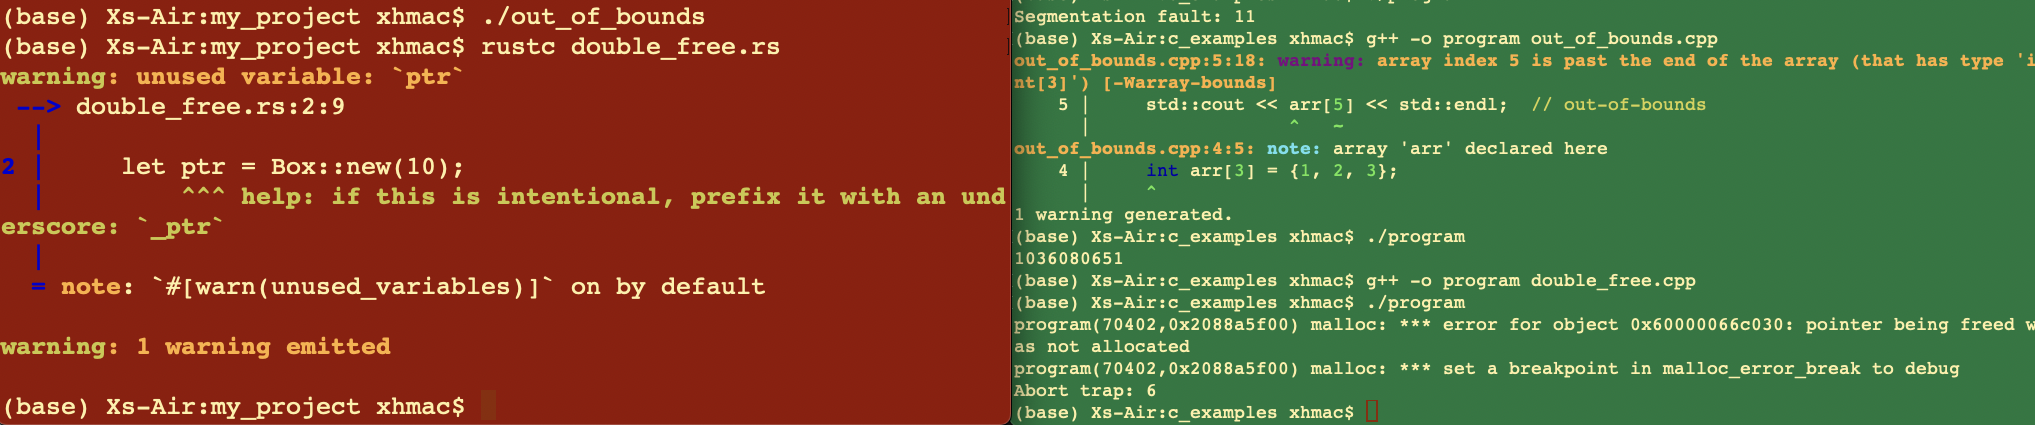 (base) Xs-Air:my_project xhmac$ ./out_of_bounds
(base) Xs-Air:my_project xhmac$ rustc double_free.rs
warning: unused variable: `ptr`
 --> double_free.rs:2:9
  |
2 |     let ptr = Box::new(10);
  |         ^^^ help: if this is intentional, prefix it with an und
erscore: `_ptr`
  |
  = note: `#[warn(unused_variables)]` on by default

warning: 1 warning emitted

(base) Xs-Air:my_project xhmac$
Segmentation fault: 11
(base) Xs-Air:c_examples xhmac$ g++ -o program out_of_bounds.cpp
out_of_bounds.cpp:5:18: warning: array index 5 is past the end of the array (that has type 'i
nt[3]') [-Warray-bounds]
    5 |     std::cout << arr[5] << std::endl;  // out-of-bounds
      |                  ^   ~
out_of_bounds.cpp:4:5: note: array 'arr' declared here
    4 |     int arr[3] = {1, 2, 3};
      |     ^
1 warning generated.
(base) Xs-Air:c_examples xhmac$ ./program
1036080651
(base) Xs-Air:c_examples xhmac$ g++ -o program double_free.cpp
(base) Xs-Air:c_examples xhmac$ ./program
program(70402,0x2088a5f00) malloc: *** error for object 0x60000066c030: pointer being freed w
as not allocated
program(70402,0x2088a5f00) malloc: *** set a breakpoint in malloc_error_break to debug
Abort trap: 6
(base) Xs-Air:c_examples xhmac$